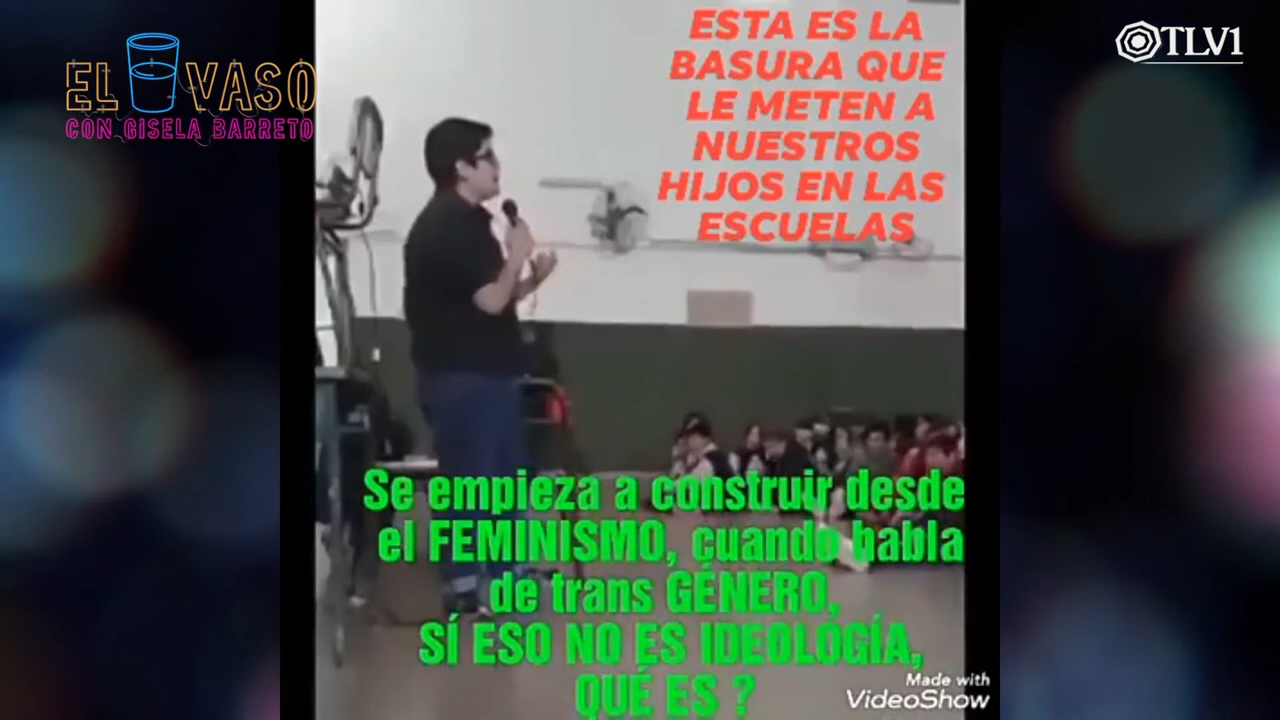 EL VASO
CON GISELA BARRETO
TLV1
ESTA ES LA
BASURA QUE
LE METEN A
NUESTROS
HIJOS EN LAS
ESCUELAS
Se empieza a construir desde
el FEMINISMO, cuando habla
de trans GÉNERO,
SÍ ESO NO ES IDEOLOGÍA,
QUÉ ES ?
Made with
VideoShow